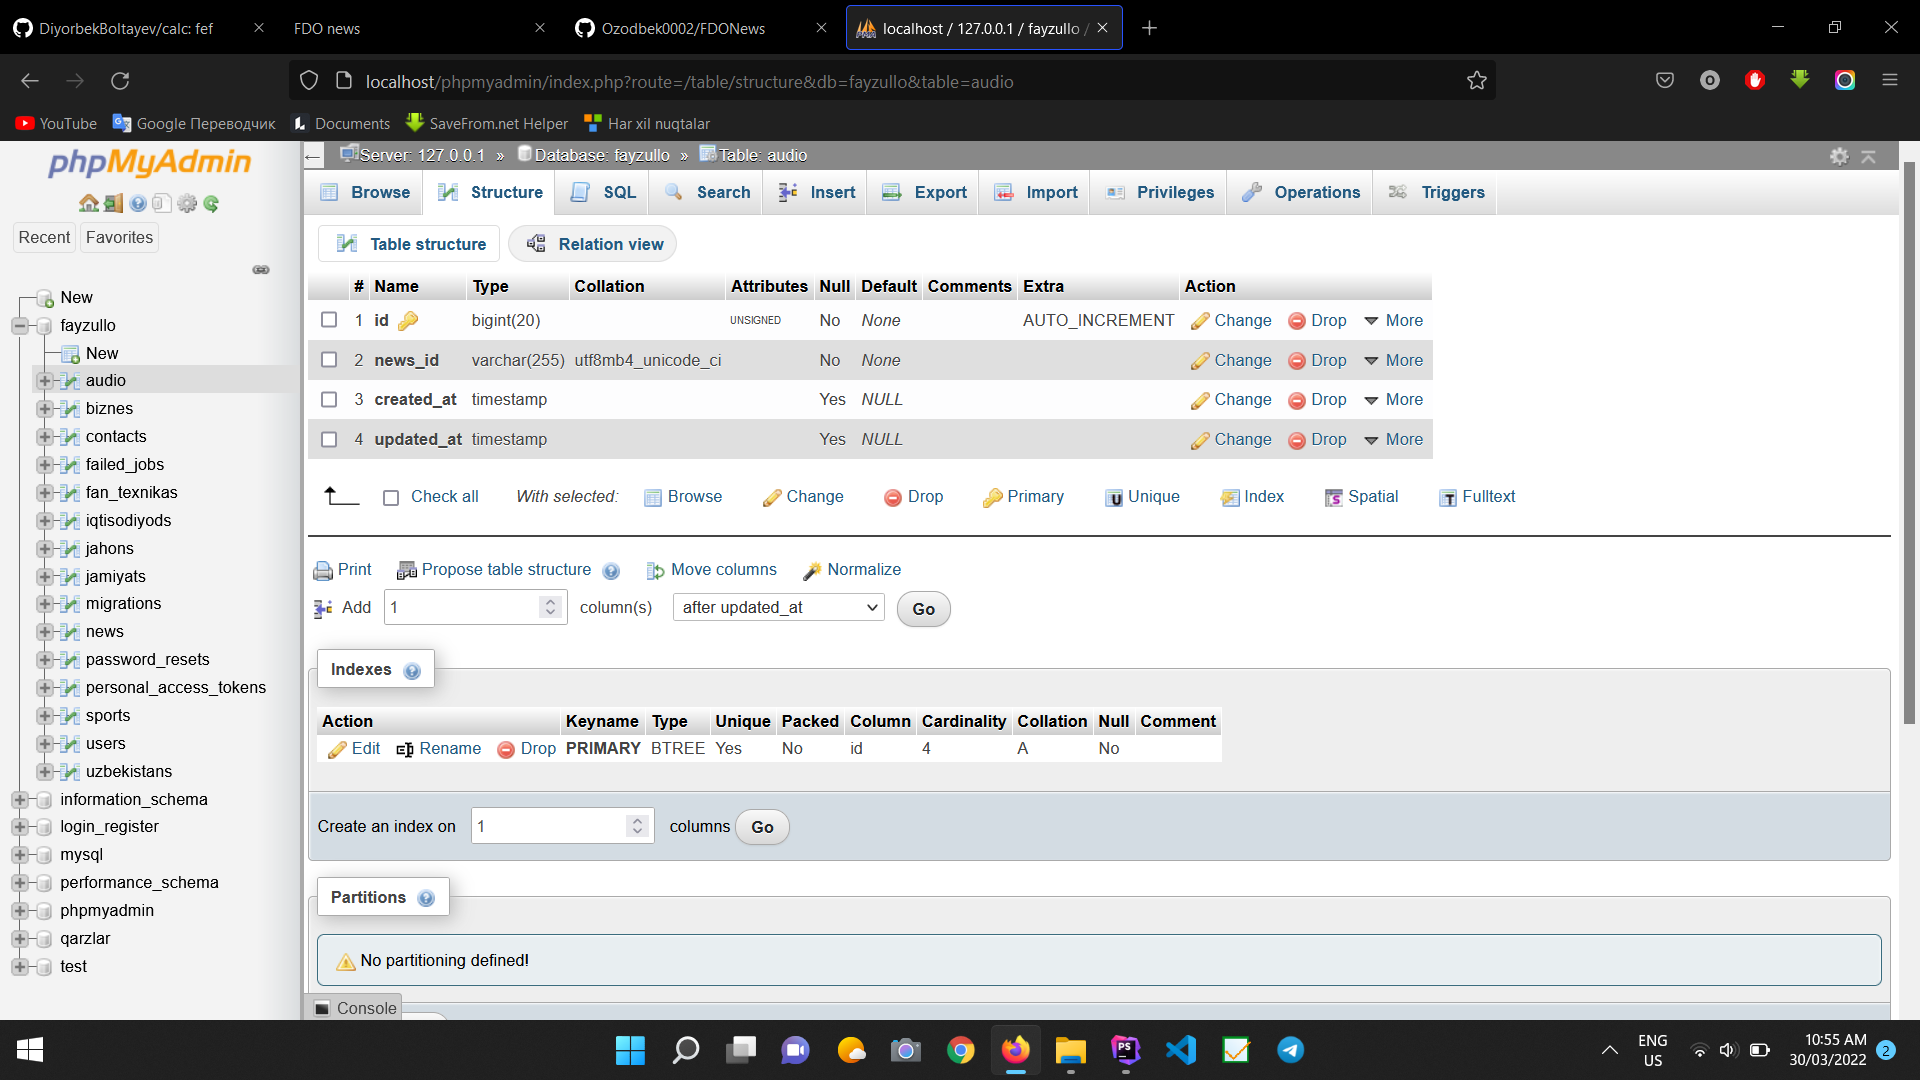 DiyorbekBoltayev/calc: fef
FDO news
Ozodbek0002/FDONews
localhost / 127.0.0.1 / fayzullo /
localhost/phpmyadmin/index.php?route=/table/structure&db=fayzullo&table=audio
YouTube
Google Переводчик
Documents
SaveFrom.net Helper
Har xil nuqtalar
phpMyAdmin
Recent Favorites
New
fayzullo
New
audio
biznes
contacts
failed_jobs
fan_texnikas
iqtisodiyods
jahons
jamiyats
migrations
news
password_resets
personal_access_tokens
sports
users
uzbekistans
information_schema
login_register
mysql
performance_schema
phpmyadmin
qarzlar
test
Server: 127.0.0.1 » Database: fayzullo » Table: audio
Browse Structure SQL Search Insert Export Import Privileges Operations Triggers
Table structure Relation view
# Name Type Collation Attributes Null Default Comments Extra Action
1 id bigint(20) UNSIGNED No None AUTO_INCREMENT Change Drop More
2 news_id varchar(255) utf8mb4_unicode_ci No None Change Drop More
3 created_at timestamp Yes NULL Change Drop More
4 updated_at timestamp Yes NULL Change Drop More
Check all With selected: Browse Change Drop Primary Unique Index Spatial Fulltext
Print Propose table structure Move columns Normalize
Add 1 column(s) after updated_at Go
Indexes
Action Keyname Type Unique Packed Column Cardinality Collation Null Comment
Edit Rename Drop PRIMARY BTREE Yes No id 4 A No
Create an index on 1 columns Go
Partitions
No partitioning defined!
Console
ENG
US
10:55 AM
30/03/2022
2